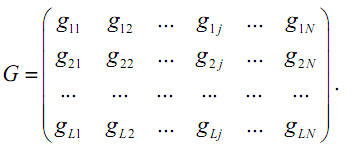 g11 g12 ... g1j ... g1N
g21 g22 ... g2j ... g2N
G = ... ... ... ... ... ... .
gL1 gL2 ... gLj ... gLN